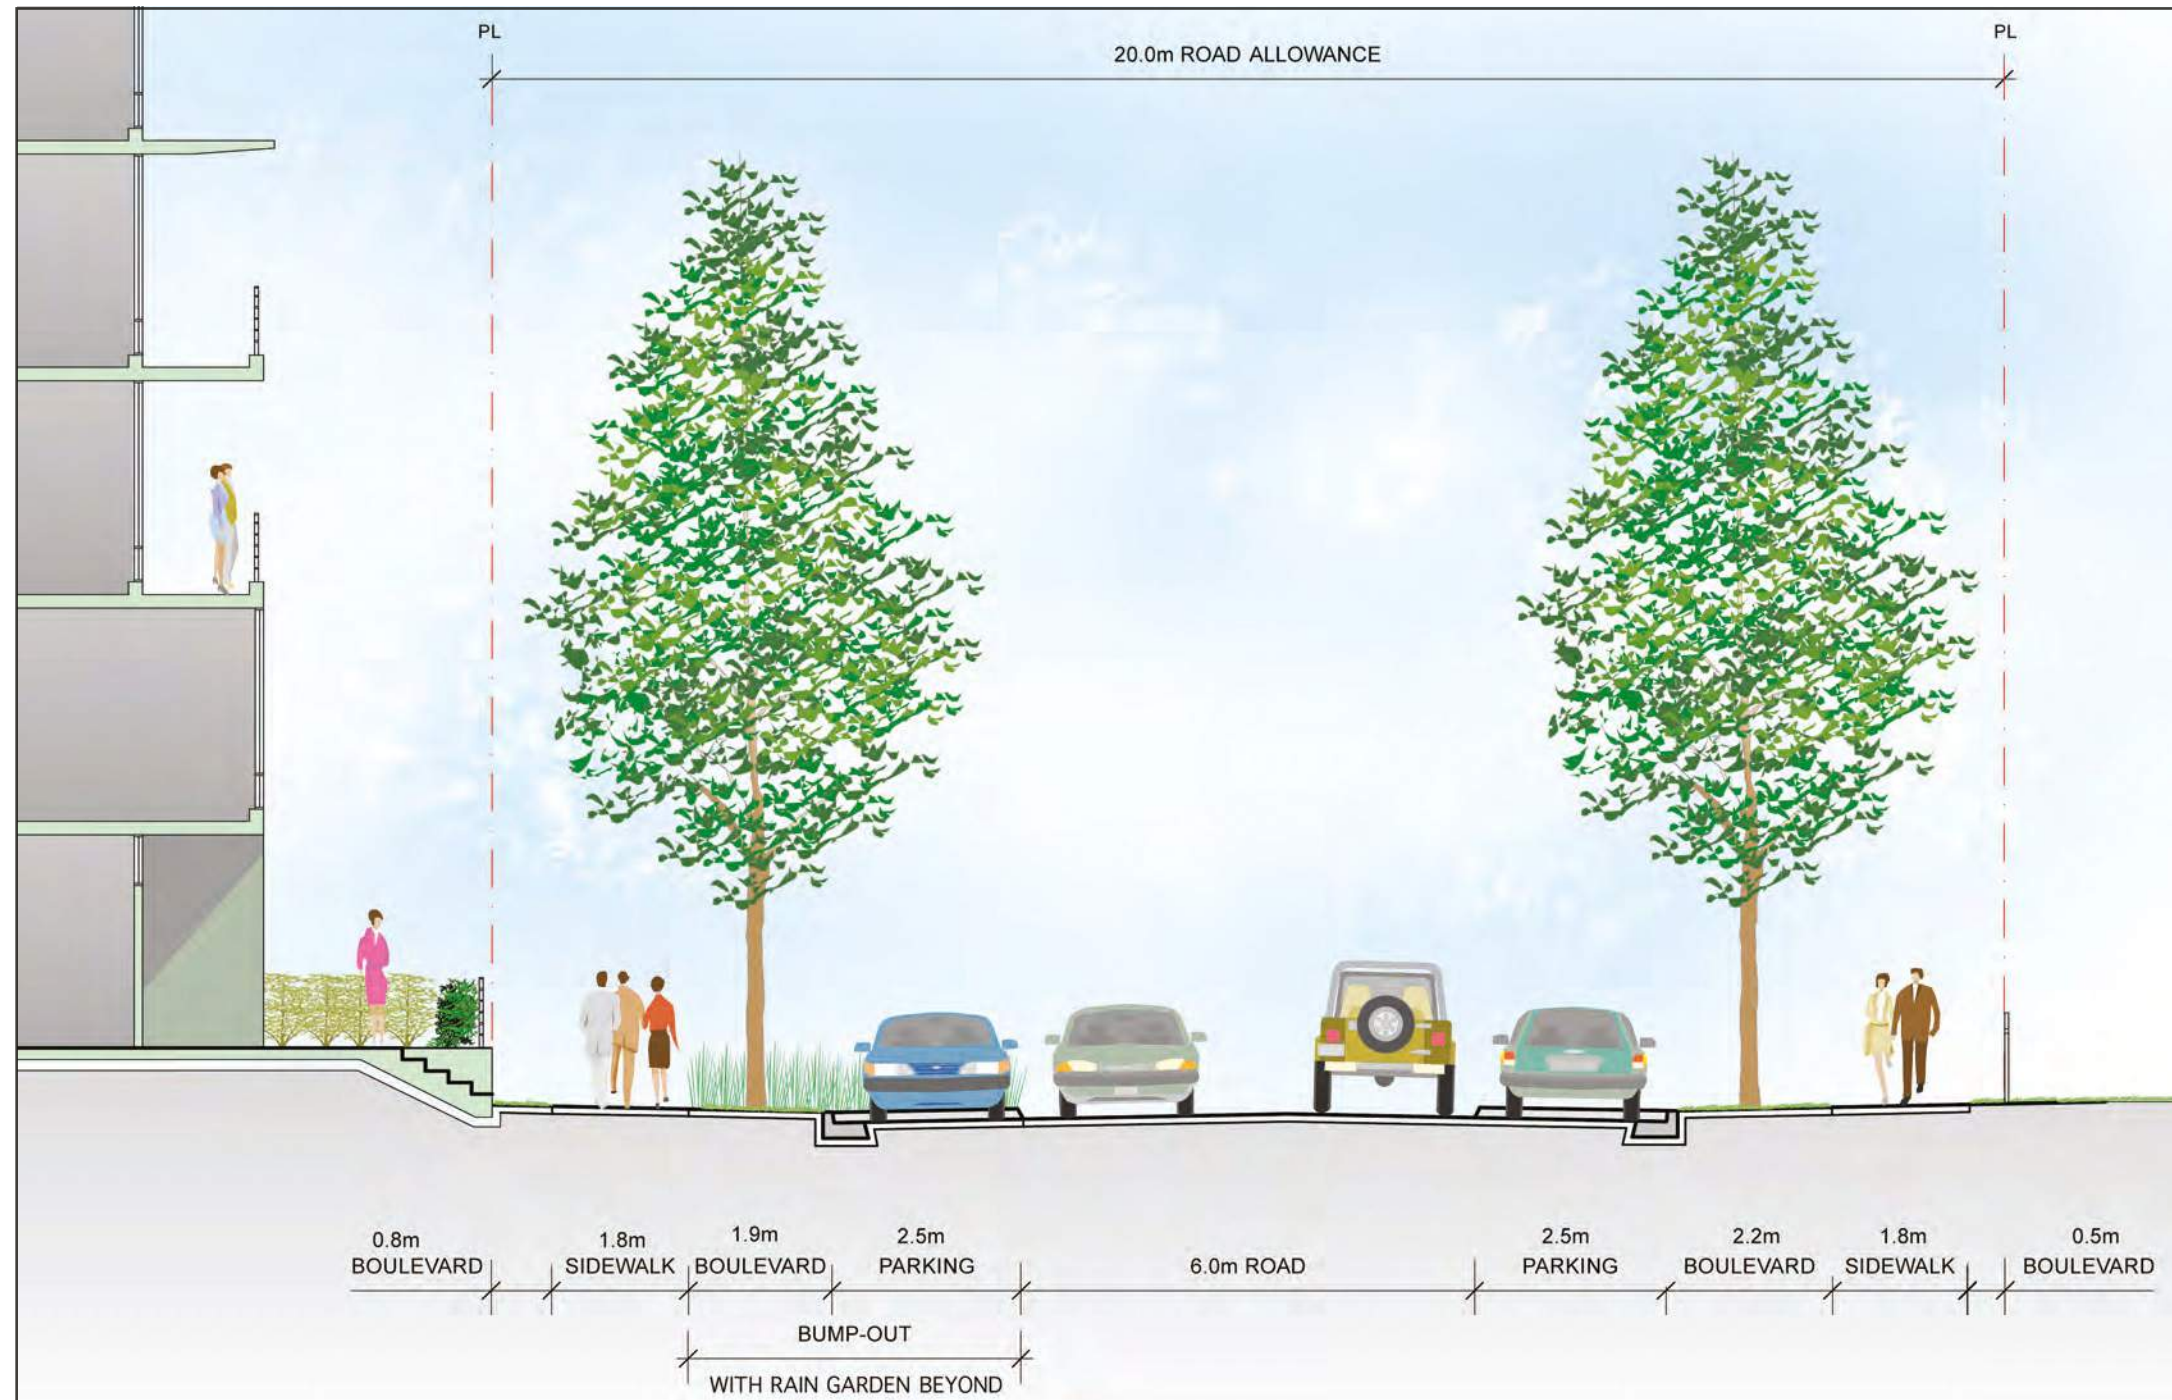 PL
PL
20.0m ROAD ALLOWANCE
0.8m
BOULEVARD
1.8m
SIDEWALK
1.9m
BOULEVARD
2.5m
PARKING
6.0m ROAD
2.5m
PARKING
2.2m
BOULEVARD
1.8m
SIDEWALK
0.5m
BOULEVARD
BUMP-OUT
WITH RAIN GARDEN BEYOND